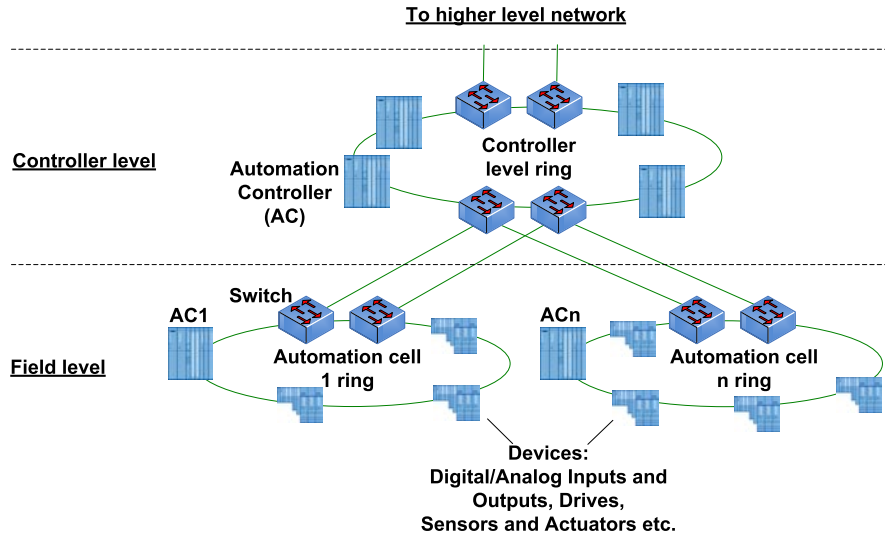 To higher level network
Controller
level ring
Controller level
Automation
Controller
(AC)
Switch
AC1
ACn
Automation cell
1 ring
Automation cell
n ring
Field level
Devices:
Digital/Analog Inputs and
Outputs, Drives,
Sensors and Actuators etc.